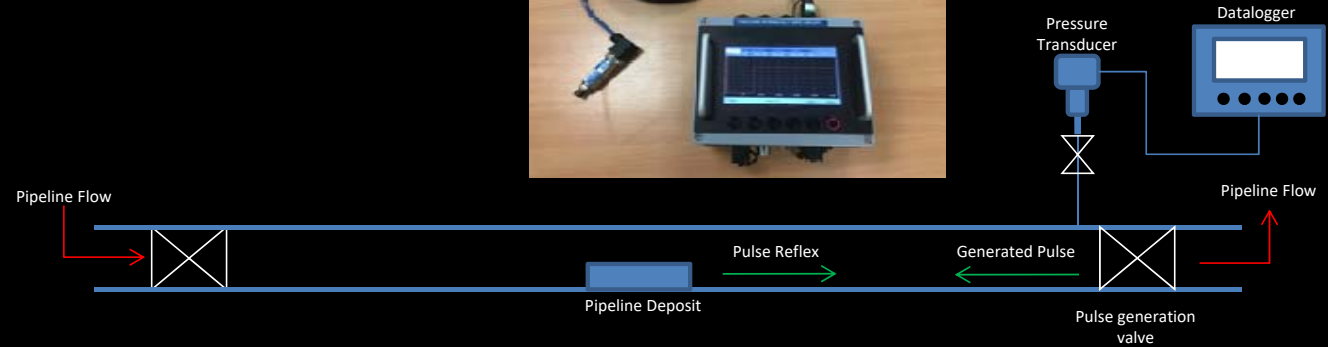 Datalogger
Pressure
Transducer
Pipeline Flow
Pipeline Flow
Pulse Reflex
Generated Pulse
Pipeline Deposit
Pulse generation
valve